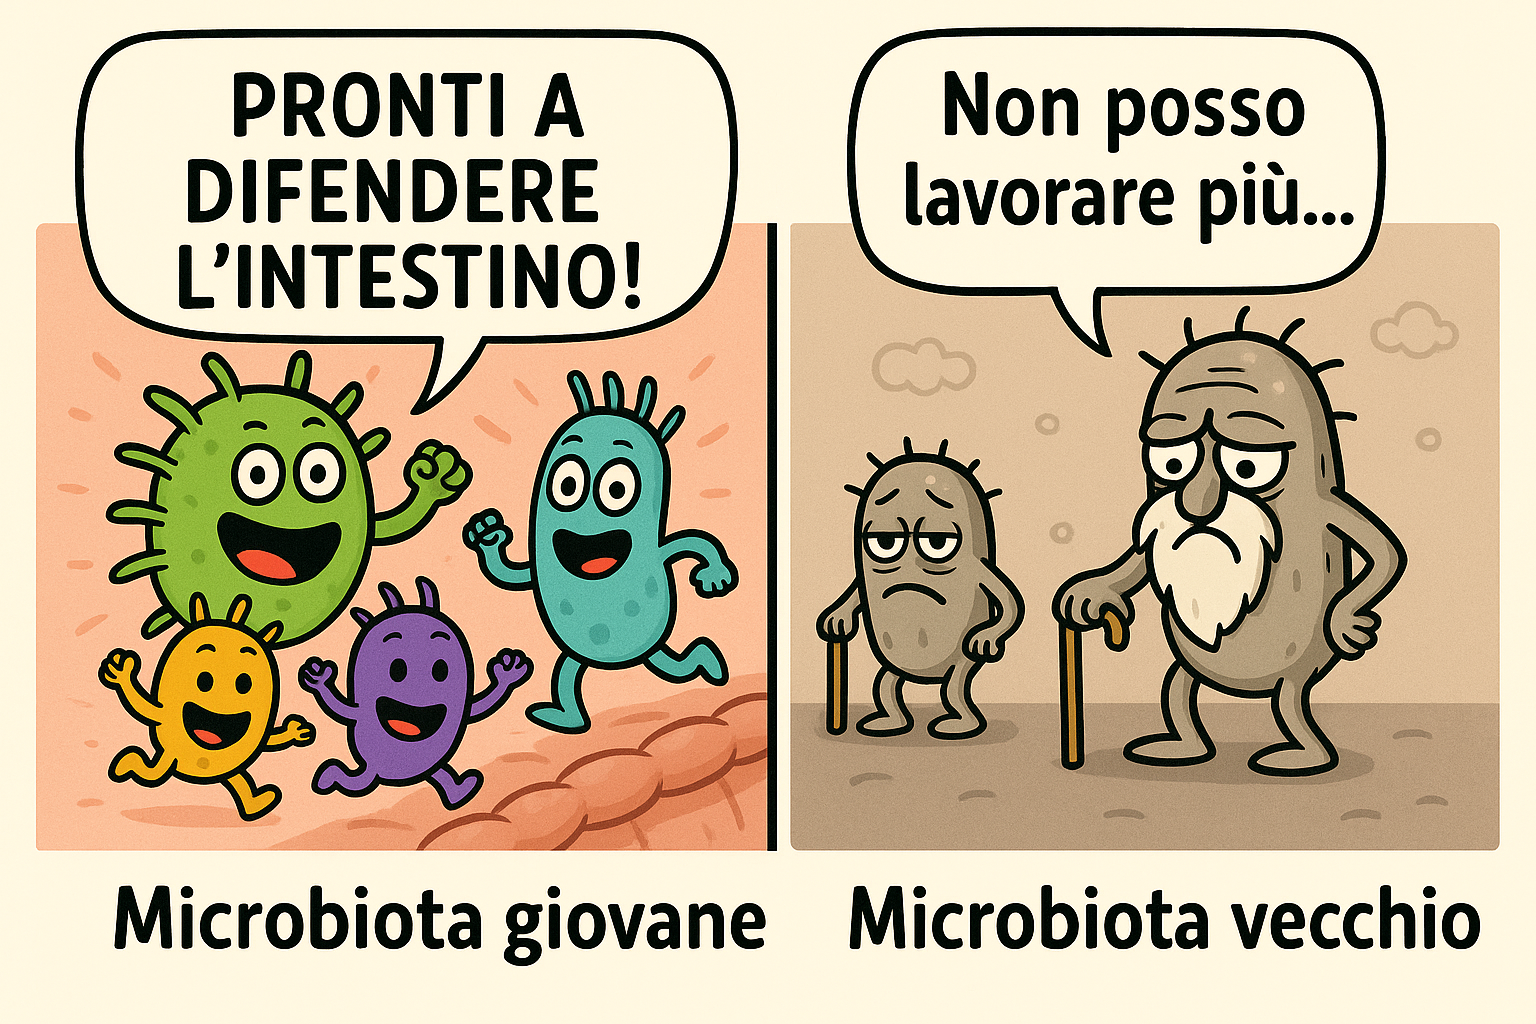 PRONTI A
DIFENDERE
L'INTESTINO!
Non posso
lavorare più...
Microbiota giovane
Microbiota vecchio